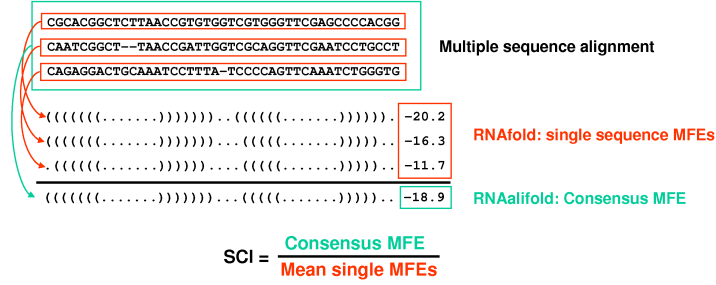 CGCACGGCTCTTAACCGTGTGGTCGTGGGTTCGAGCCCCACGG
CAATCGGCT--TAACCGATTGGTCGCAGGTTCGAATCCTGCCT
CAGAGGACTGCAAATCCTTTA-TCCCCAGTTCAAATCTGGGTG
Multiple sequence alignment
(((((((.......)))))))..((((((.......)))))). -20.2
(((((((.......)))))))...(((((.......))))).. -16.3
.((((((.......))))))...(((((.......))))).. -11.7
RNAfold: single sequence MFEs
(((((((.......)))))))...(((((.......))))).. -18.9
RNAalifold: Consensus MFE
SCI = Consensus MFE
Mean single MFEs